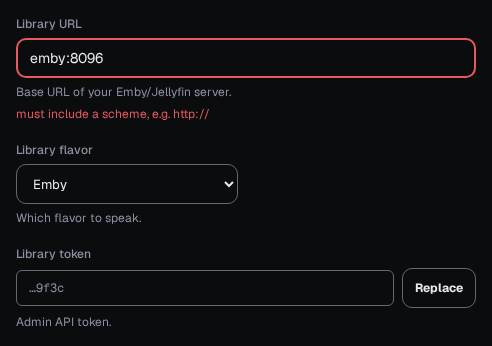 Library URL
emby:8096
Base URL of your Emby/Jellyfin server.
must include a scheme, e.g. http://
Library flavor
Emby
Which flavor to speak.
Library token
…9f3c
Replace
Admin API token.